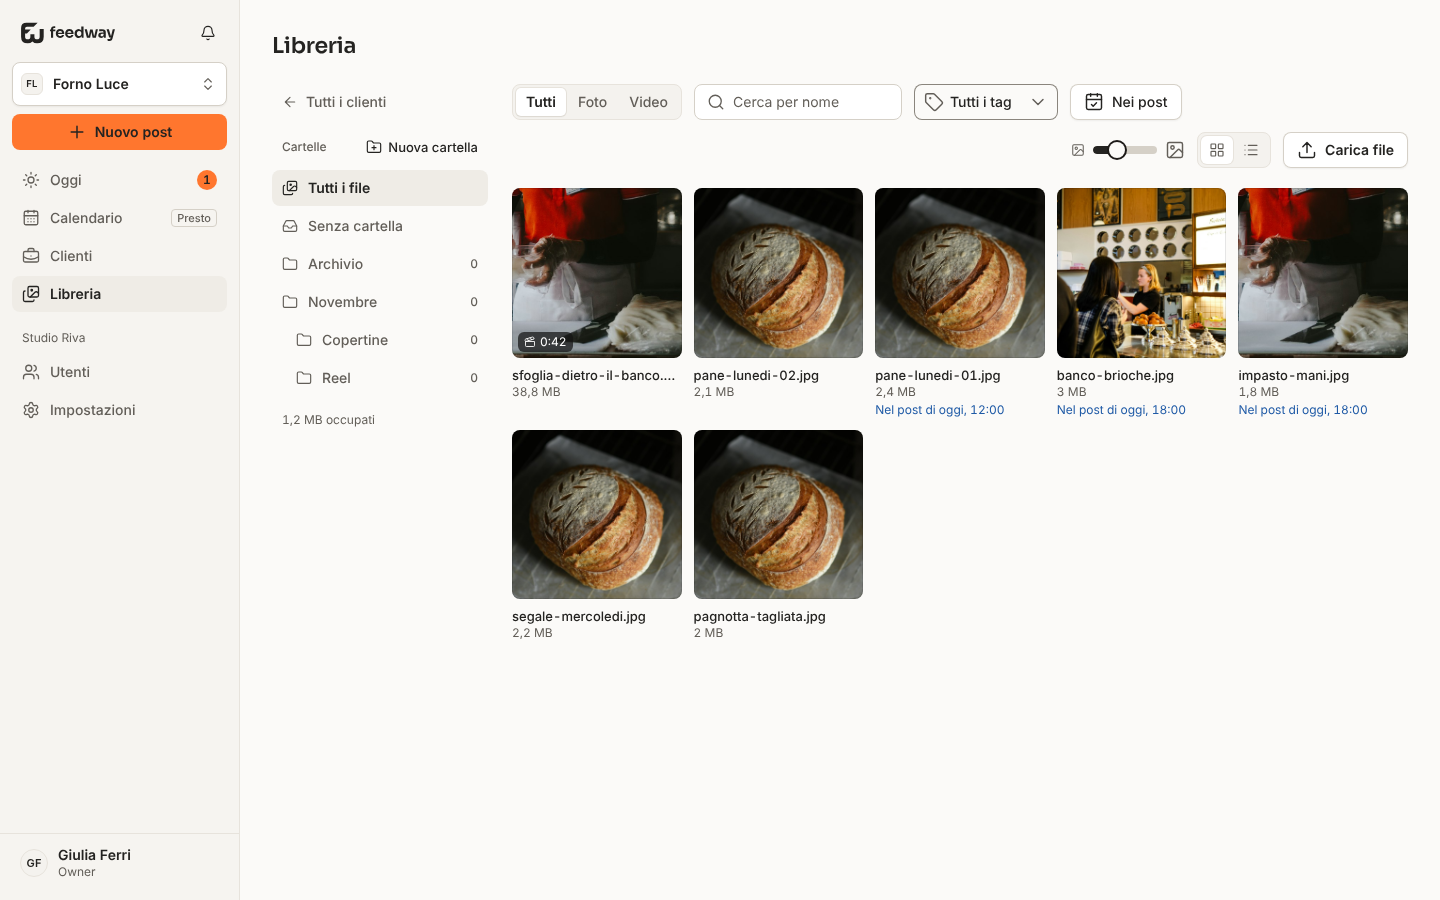 feedway
FL Forno Luce
Nuovo post
Oggi 1
Calendario Presto
Clienti
Libreria
Studio Riva
Utenti
Impostazioni
GF Giulia Ferri
Owner
Libreria
Tutti i clienti
Cartelle Nuova cartella
Tutti i file
Senza cartella
Archivio 0
Novembre 0
Copertine 0
Reel 0
1,2 MB occupati
Tutti Foto Video Cerca per nome Tutti i tag Nei post
Carica file
0:42
sfoglia-dietro-il-banco.... pane-lunedi-02.jpg pane-lunedi-01.jpg banco-brioche.jpg impasto-mani.jpg
38,8 MB 2,1 MB 2,4 MB 3 MB 1,8 MB
Nel post di oggi, 12:00 Nel post di oggi, 18:00 Nel post di oggi, 18:00
segale-mercoledi.jpg pagnotta-tagliata.jpg
2,2 MB 2 MB